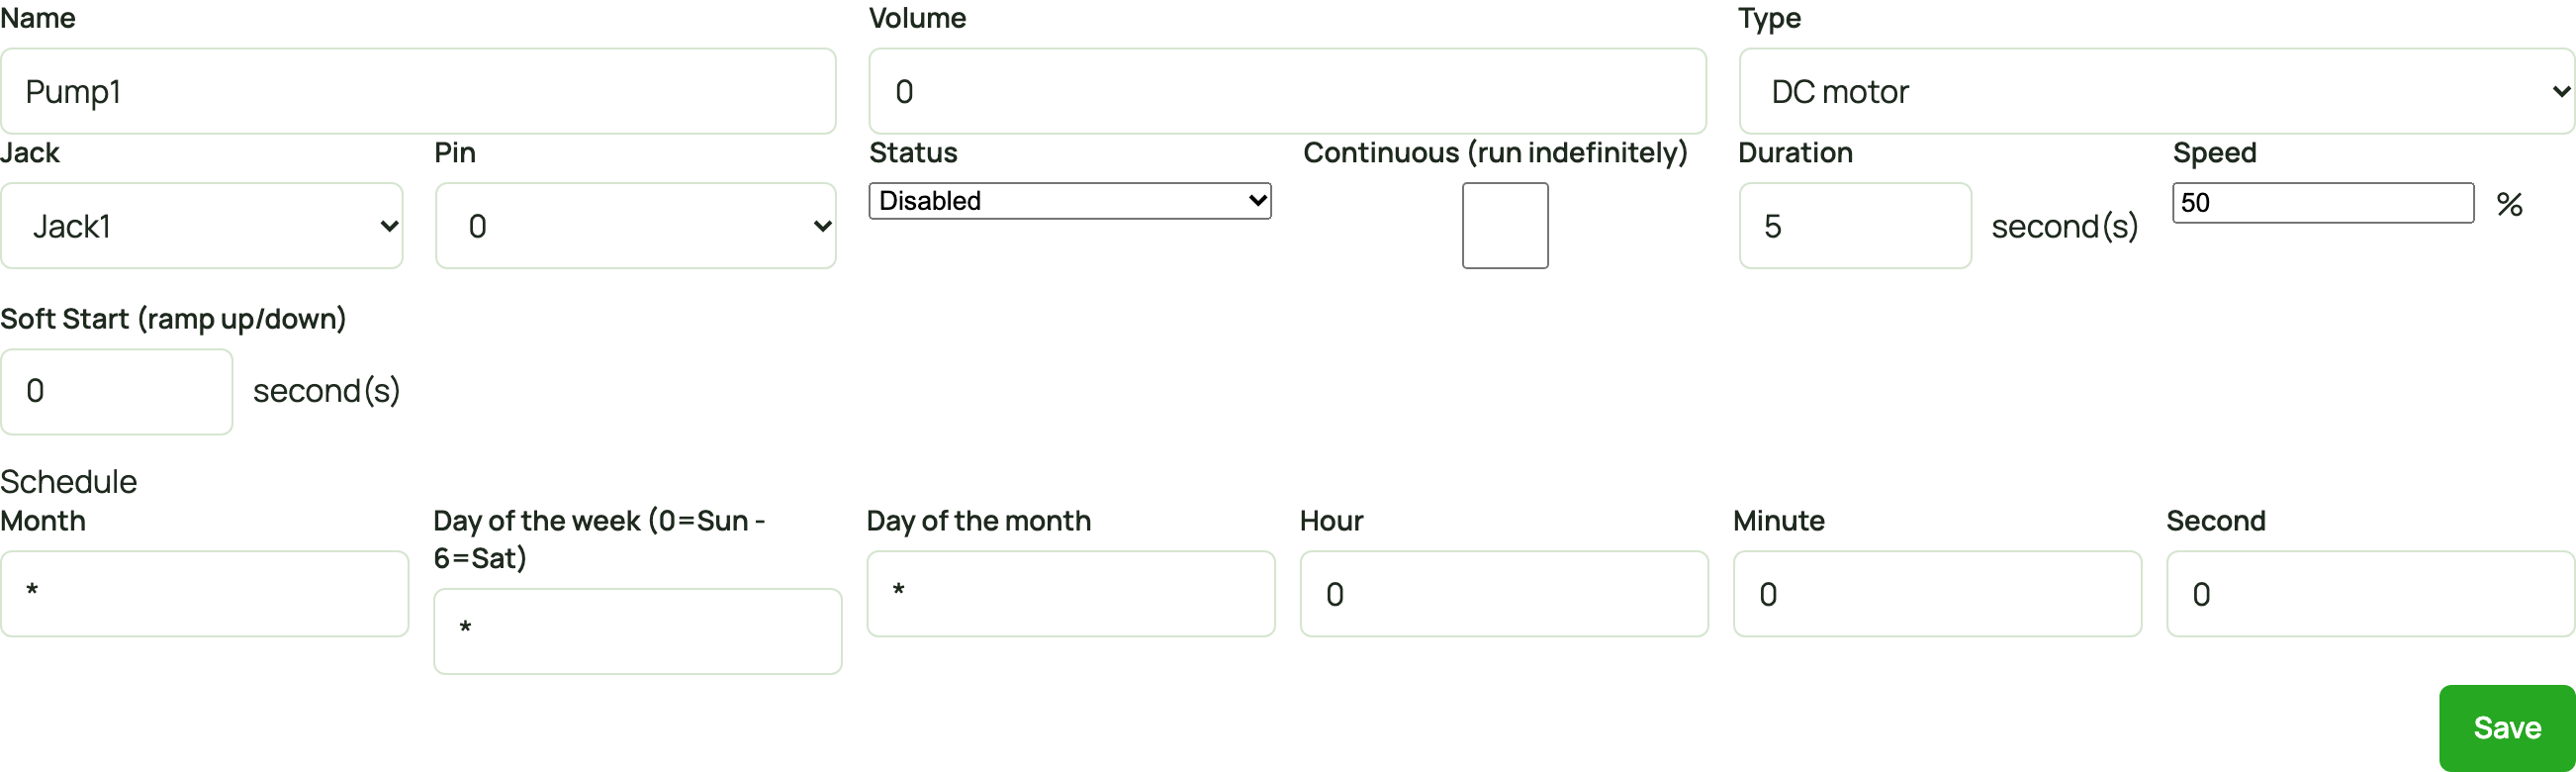 Name Volume Type
Pump1 0 DC motor
Jack Pin Status Continuous (run indefinitely) Duration Speed
Jack1 0 Disabled 5 second(s) 50 %
Soft Start (ramp up/down)
0 second(s)
Schedule
Month Day of the week (0=Sun - 6=Sat) Day of the month Hour Minute Second
* * * 0 0 0
Save